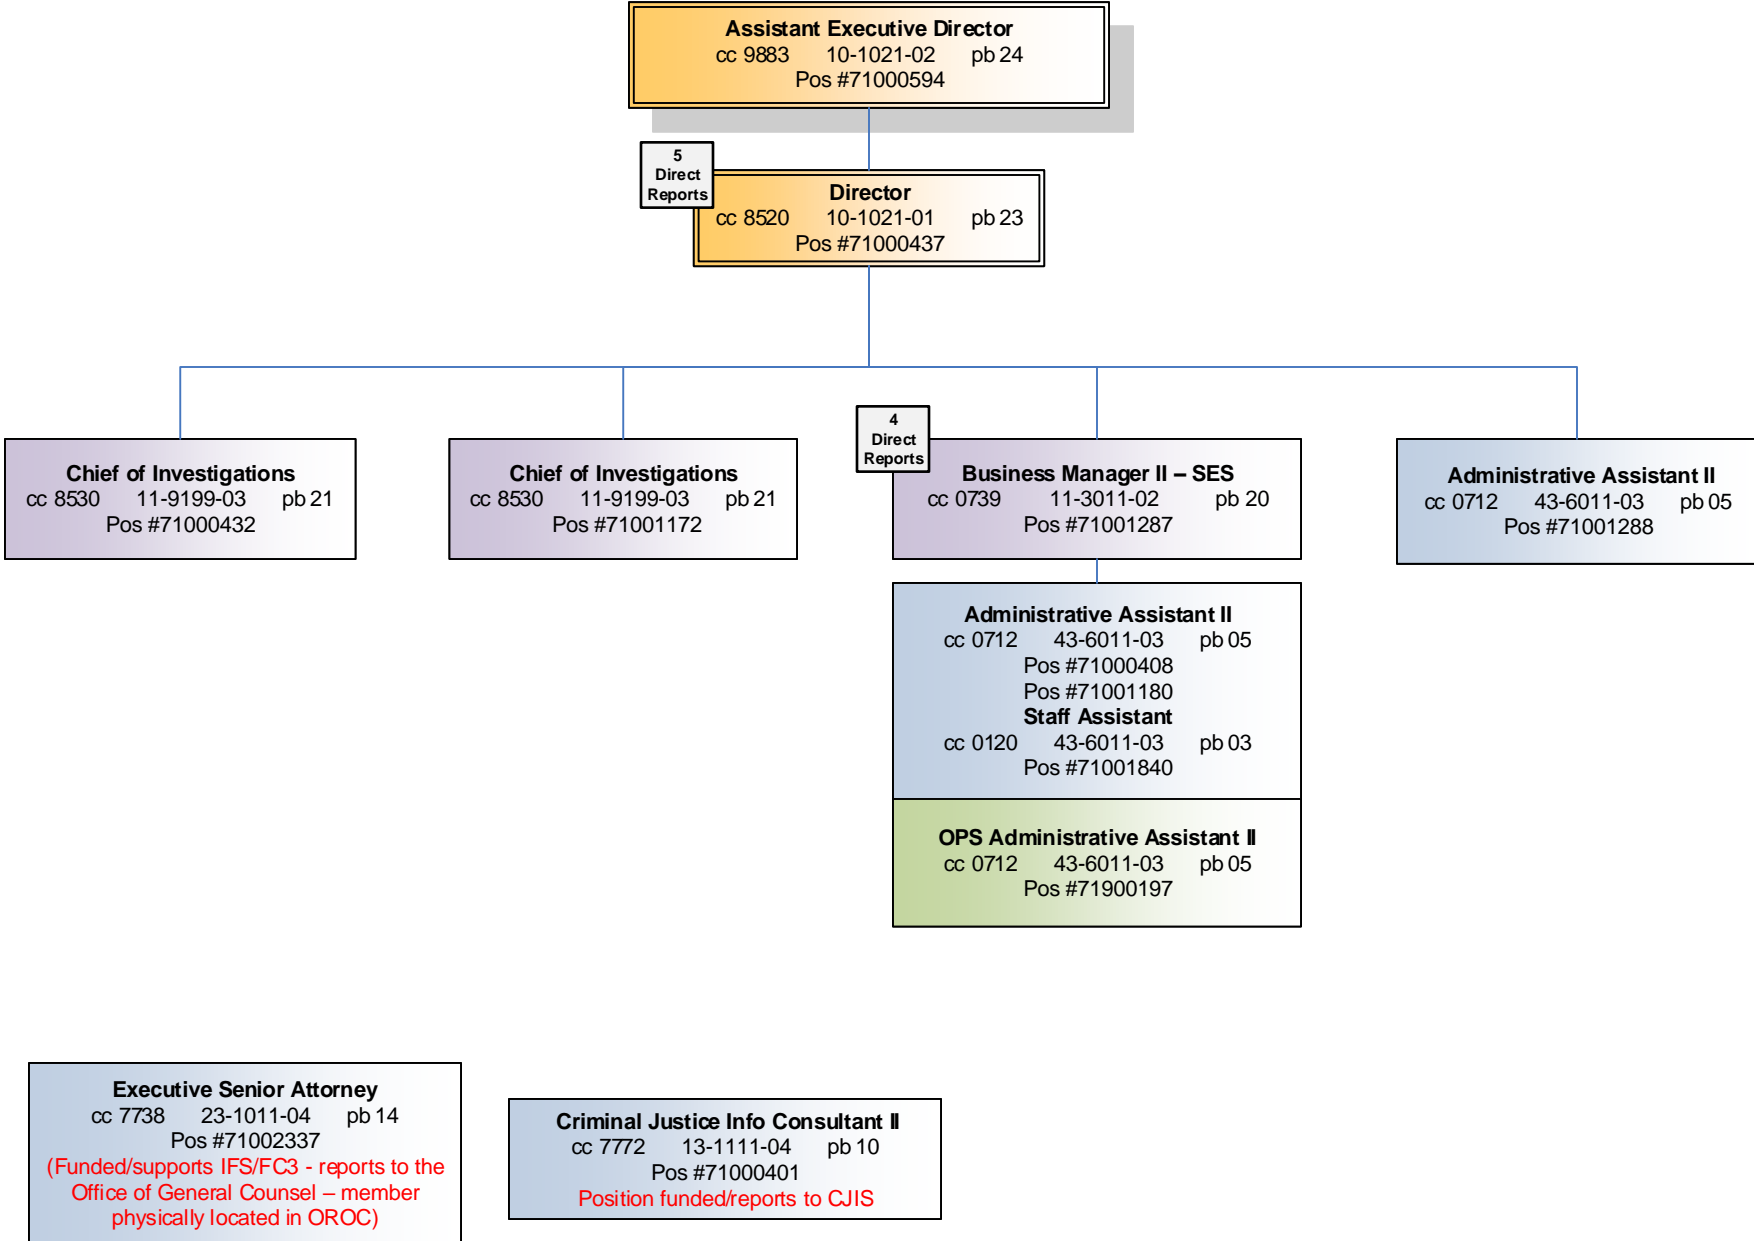 Assistant Executive Director
cc 9883 10-1021-02 pb 24
Pos #71000594
5
Direct
Reports
Director
cc 8520 10-1021-01 pb 23
Pos #71000437
Chief of Investigations
cc 8530 11-9199-03 pb 21
Pos #71000432
Chief of Investigations
cc 8530 11-9199-03 pb 21
Pos #71001172
4
Direct
Reports
Business Manager II – SES
cc 0739 11-3011-02 pb 20
Pos #71001287
Administrative Assistant II
cc 0712 43-6011-03 pb 05
Pos #71001288
Administrative Assistant II
cc 0712 43-6011-03 pb 05
Pos #71000408
Pos #71001180
Staff Assistant
cc 0120 43-6011-03 pb 03
Pos #71001840
OPS Administrative Assistant II
cc 0712 43-6011-03 pb 05
Pos #71900197
Executive Senior Attorney
cc 7738 23-1011-04 pb 14
Pos #71002337
(Funded/supports IFS/FC3 - reports to the
Office of General Counsel – member
physically located in OROC)
Criminal Justice Info Consultant II
cc 7772 13-1111-04 pb 10
Pos #71000401
Position funded/reports to CJIS